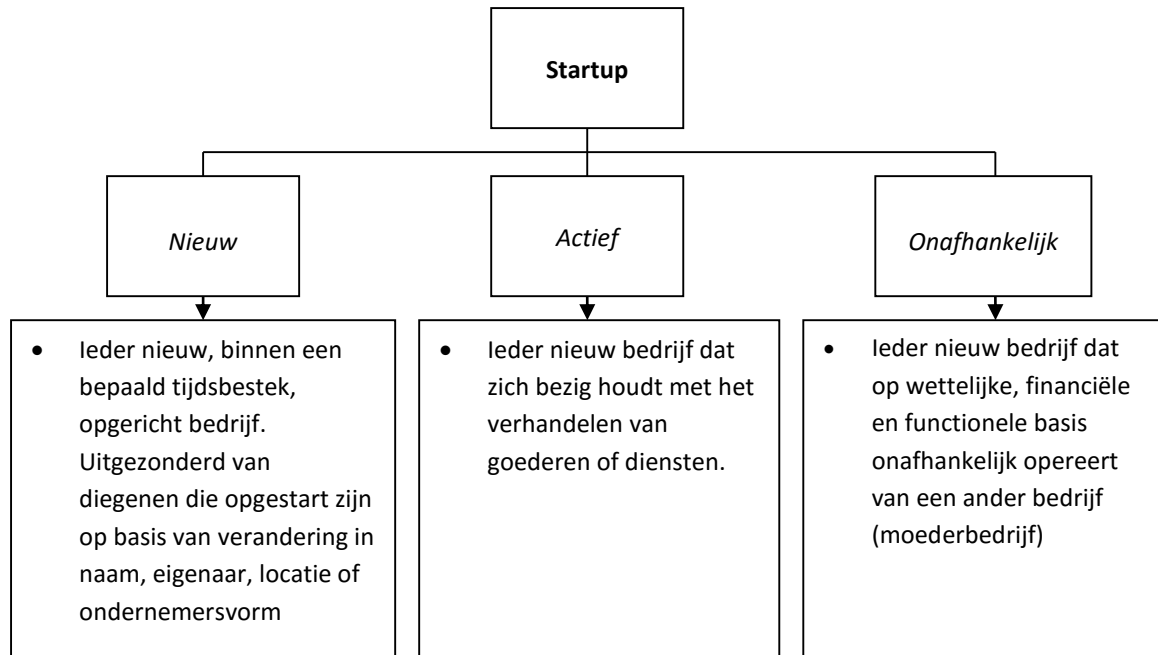 Startup
Nieuw
Actief
Onafhankelijk
• Ieder nieuw, binnen een
bepaald tijdsbestek,
opgericht bedrijf.
Uitgezonderd van
diegenen die opgestart zijn
op basis van verandering in
naam, eigenaar, locatie of
ondernemersvorm
• Ieder nieuw bedrijf dat
zich bezig houdt met het
verhandelen van
goederen of diensten.
• Ieder nieuw bedrijf dat
op wettelijke, financiële
en functionele basis
onafhankelijk opereert
van een ander bedrijf
(moederbedrijf)